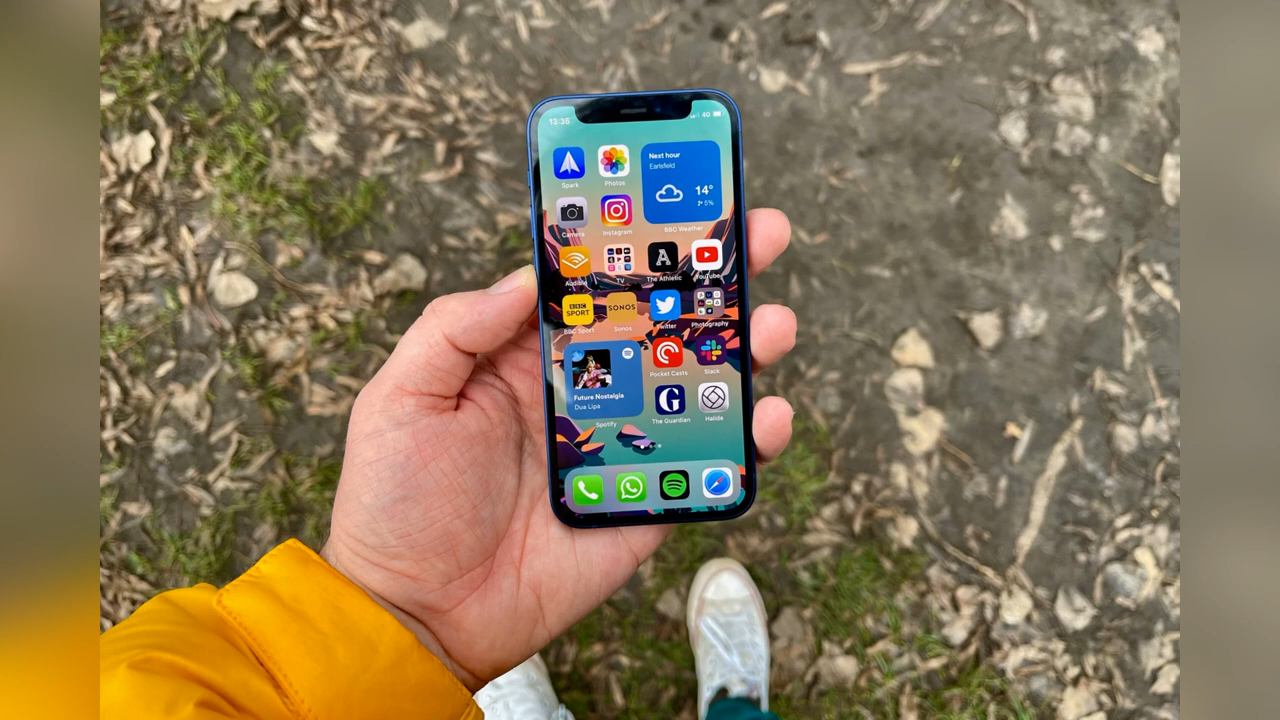 13:35
4G
Next hour
Earlsfield
14°
5%
BBC Weather
Spark
Photos
Camera
Instagram
Audible
TV
A
The Athletic
YouTube
BBC
SPORT
BBC Sport
SONOS
Sonos
Twitter
Photography
Future Nostalgia
Dua Lipa
Spotify
Pocket Casts
Slack
G
The Guardian
Halide